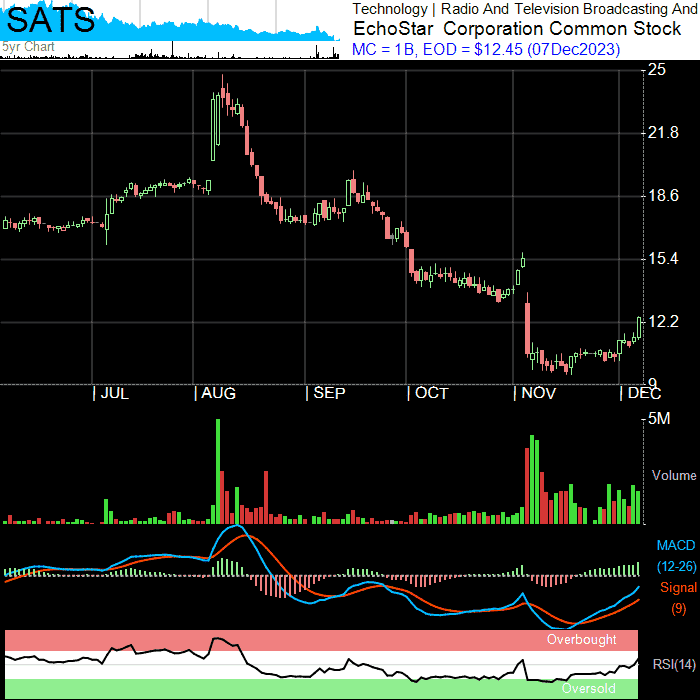 SATS
5yr Chart
Technology | Radio And Television Broadcasting And
EchoStar Corporation Common Stock
MC = 1B, EOD = $12.45 (07Dec2023)
25
21.8
18.6
15.4
12.2
9
JUL AUG SEP OCT NOV DEC
5M
Volume
MACD
(12-26)
Signal
(9)
Overbought
RSI(14)
Oversold